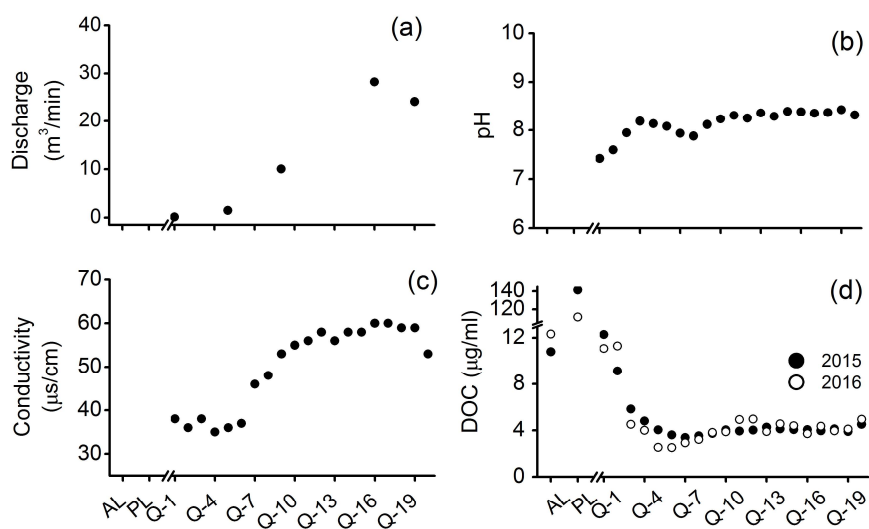 (a)
Discharge
(m³/min)
40
30
20
10
0
(b)
pH
10
9
8
7
6
(c)
Conductivity
(µs/cm)
70
60
50
40
30
AL
PL
Q-1
Q-4
Q-7
Q-10
Q-13
Q-16
Q-19
(d)
DOC (µg/ml)
140
120
12
8
4
0
2015
2016
AL
PL
Q-1
Q-4
Q-7
Q-10
Q-13
Q-16
Q-19